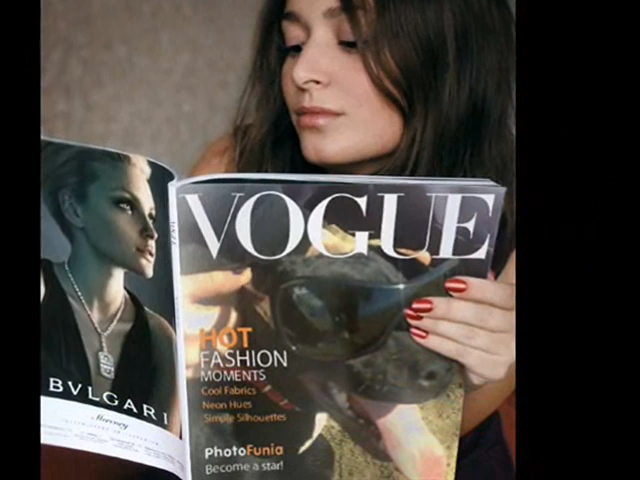 VOGUE
HOT
FASHION
MOMENTS
Cool Fabrics
Neon Hues
Simple Silhouettes
PhotoFunia
Become a star!
BVLGARI